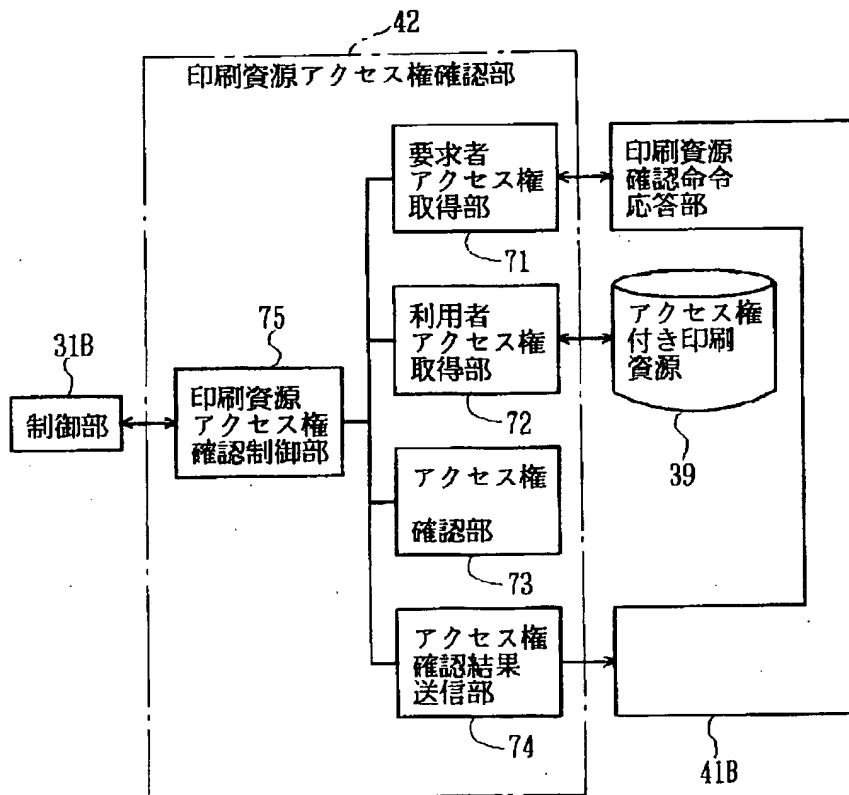 42
印刷資源アクセス権確認部
要求者
アクセス権
取得部
71
印刷資源
確認命令
応答部
31B
制御部
75
印刷資源
アクセス権
確認制御部
利用者
アクセス権
取得部
72
アクセス権
付き印刷
資源
39
アクセス権
確認部
73
アクセス権
確認結果
送信部
74
41B